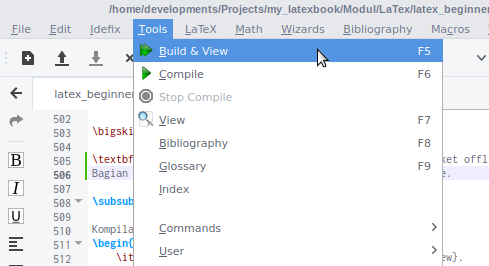 /home/developments/Projects/my_latexbook/Modul/LaTex/latex_beginner
File Edit Idefix Tools LaTeX Math Wizards Bibliography Macros
Build & View F5
Compile F6
Stop Compile
View F7
Bibliography F8
Glossary F9
Index
Commands
User
latex_beginne
502
503 \bigski
504
505 \textbf ket offl
506 Bagian e.
507
508 \subsub
509
510 Kompila
511 \begin{
512 \it ew}.